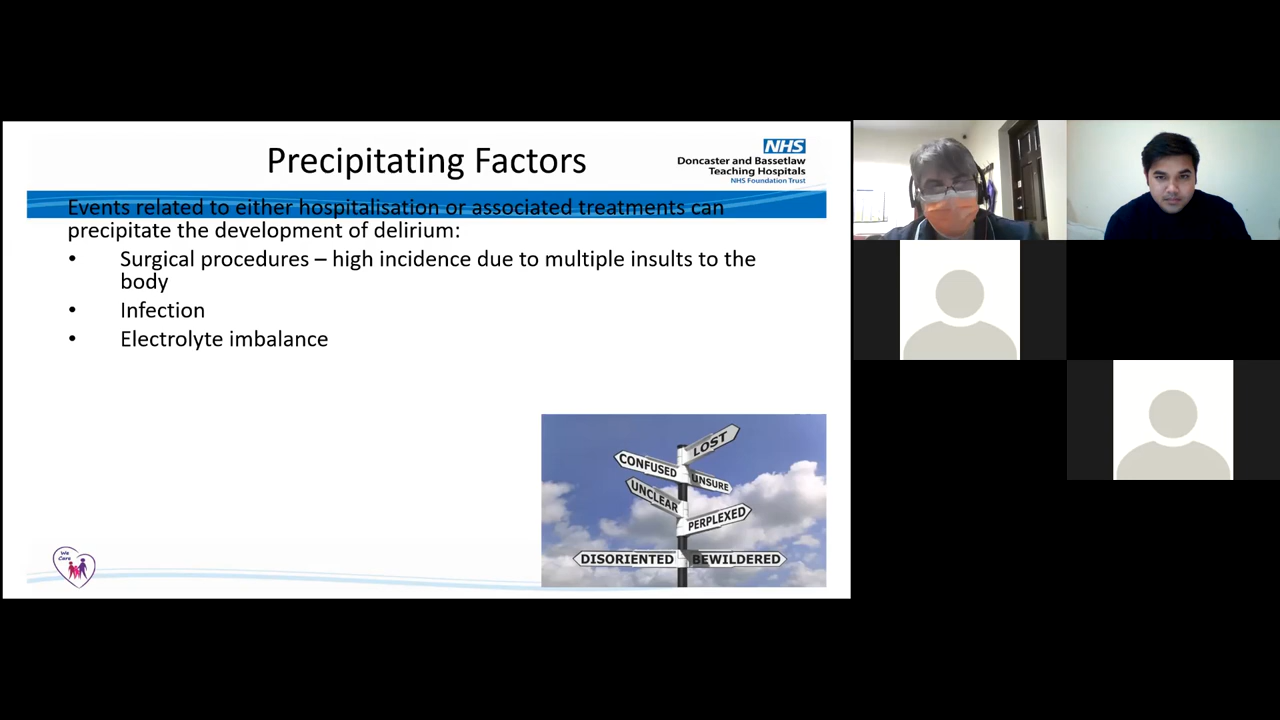 Precipitating Factors
NHS
Doncaster and Bassetlaw
Teaching Hospitals
NHS Foundation Trust
Events related to either hospitalisation or associated treatments can
precipitate the development of delirium:
• Surgical procedures – high incidence due to multiple insults to the
body
• Infection
• Electrolyte imbalance
LOST
CONFUSED
UNSURE
UNCLEAR
PERPLEXED
DISORIENTED
BEWILDERED
We
Care